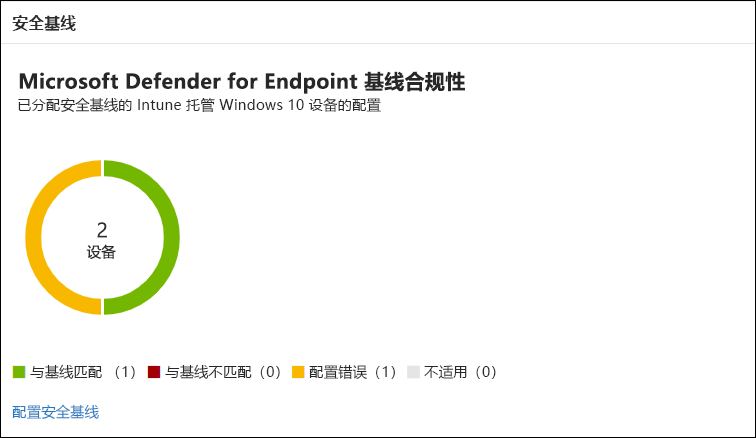 安全基线
Microsoft Defender for Endpoint 基线合规性
已分配安全基线的 Intune 托管 Windows 10 设备的配置
2
设备
与基线匹配 （1） 与基线不匹配（0） 配置错误（1） 不适用（0）
配置安全基线